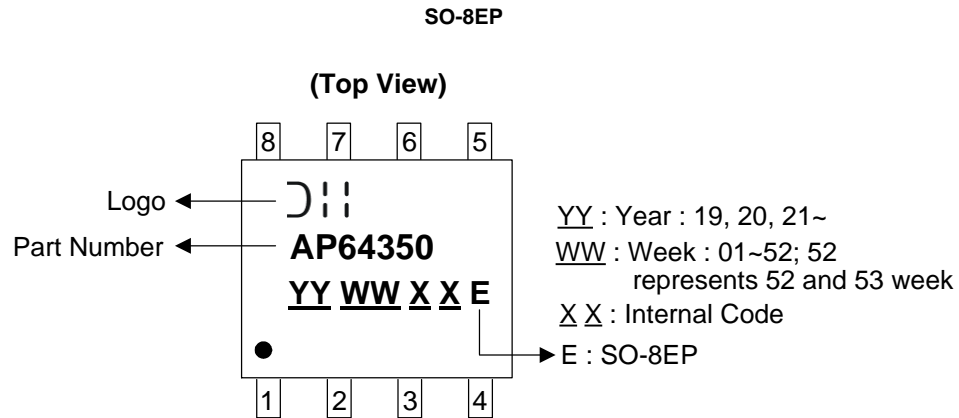 SO-8EP
(Top View)
8 7 6 5
Logo
Part Number
AP64350
YY WW X X E
YY : Year : 19, 20, 21~
WW : Week : 01~52; 52
represents 52 and 53 week
X X : Internal Code
E : SO-8EP
1 2 3 4